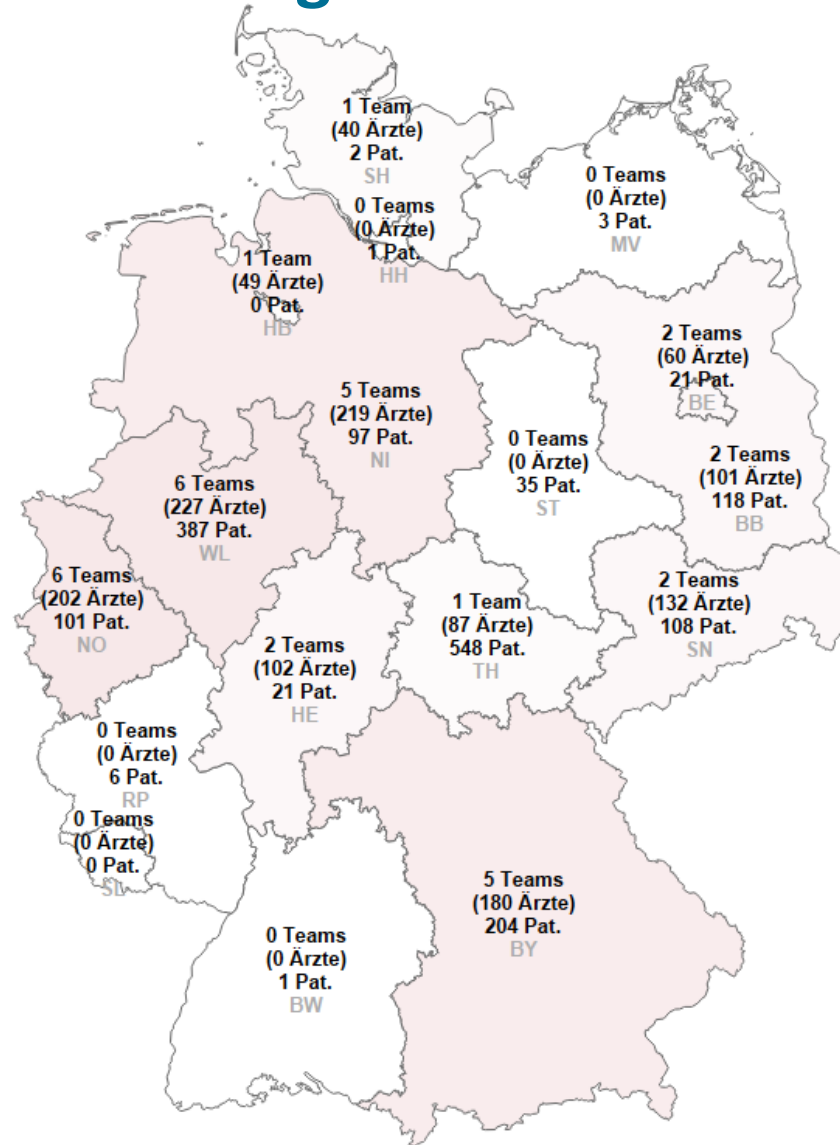 g
1 Team
(40 Ärzte)
2 Pat.
SH
0 Teams
(0 Ärzte)
3 Pat.
MV
0 Teams
(0 Ärzte)
1 Pat.
HH
1 Team
(49 Ärzte)
0 Pat.
HB
2 Teams
(60 Ärzte)
21 Pat.
BE
5 Teams
(219 Ärzte)
97 Pat.
NI
0 Teams
(0 Ärzte)
35 Pat.
ST
2 Teams
(101 Ärzte)
118 Pat.
BB
6 Teams
(227 Ärzte)
387 Pat.
WL
6 Teams
(202 Ärzte)
101 Pat.
NO
2 Teams
(102 Ärzte)
21 Pat.
HE
1 Team
(87 Ärzte)
548 Pat.
TH
2 Teams
(132 Ärzte)
108 Pat.
SN
0 Teams
(0 Ärzte)
6 Pat.
RP
0 Teams
(0 Ärzte)
0 Pat.
SL
5 Teams
(180 Ärzte)
204 Pat.
BY
0 Teams
(0 Ärzte)
1 Pat.
BW